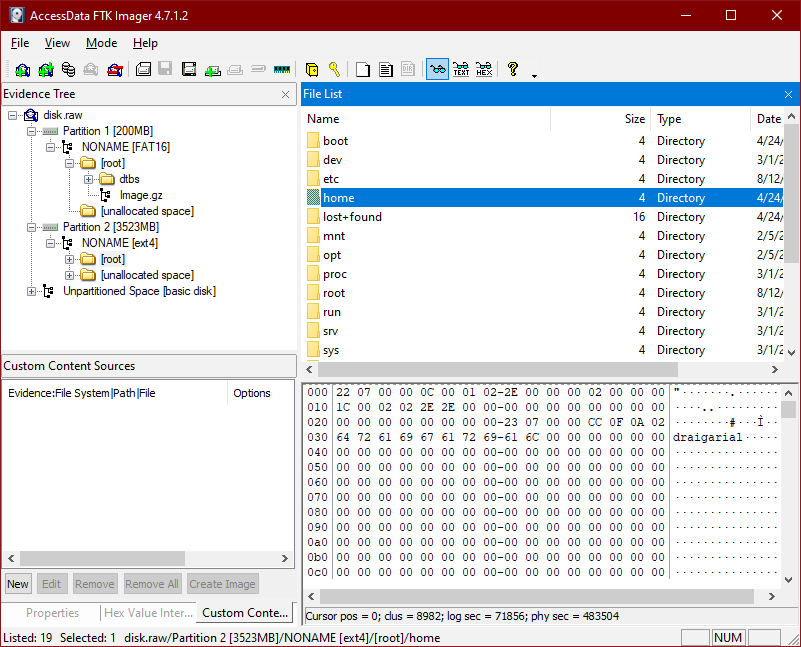 AccessData FTK Imager 4.7.1.2
File View Mode Help
TEXT HEX
Evidence Tree
disk.raw
Partition 1 [200MB]
NONAME [FAT16]
[root]
dtbs
Image.gz
[unallocated space]
Partition 2 [3523MB]
NONAME [ext4]
[root]
[unallocated space]
Unpartitioned Space [basic disk]
Custom Content Sources
Evidence:File System|Path|File Options
New Edit Remove Remove All Create Image
Properties Hex Value Inter... Custom Conte...
File List
Name Size Type Date
boot 4 Directory 4/24/
dev 4 Directory 3/1/2
etc 4 Directory 8/12/
home 4 Directory 4/24/
lost+found 16 Directory 4/24/
mnt 4 Directory 2/5/2
opt 4 Directory 2/5/2
proc 4 Directory 3/1/2
root 4 Directory 8/12/
run 4 Directory 3/1/2
srv 4 Directory 3/1/2
sys 4 Directory 3/1/2
000 22 07 00 00 0C 00 01 02-2E 00 00 00 02 00 00 00 "·······.·······
010 1C 00 02 02 2E 2E 00 00-00 00 00 00 00 00 00 00 ····..··········
020 00 00 00 00 00 00 00 00-23 07 00 00 CC 0F 0A 02 ········#···Ì···
030 64 72 61 69 67 61 72 69-61 6C 00 00 00 00 00 00 draigarial······
040 00 00 00 00 00 00 00 00-00 00 00 00 00 00 00 00 ················
050 00 00 00 00 00 00 00 00-00 00 00 00 00 00 00 00 ················
060 00 00 00 00 00 00 00 00-00 00 00 00 00 00 00 00 ················
070 00 00 00 00 00 00 00 00-00 00 00 00 00 00 00 00 ················
080 00 00 00 00 00 00 00 00-00 00 00 00 00 00 00 00 ················
090 00 00 00 00 00 00 00 00-00 00 00 00 00 00 00 00 ················
0a0 00 00 00 00 00 00 00 00-00 00 00 00 00 00 00 00 ················
0b0 00 00 00 00 00 00 00 00-00 00 00 00 00 00 00 00 ················
0c0 00 00 00 00 00 00 00 00-00 00 00 00 00 00 00 00 ················
Cursor pos = 0; clus = 8982; log sec = 71856; phy sec = 483504
Listed: 19 Selected: 1 disk.raw/Partition 2 [3523MB]/NONAME [ext4]/[root]/home NUM